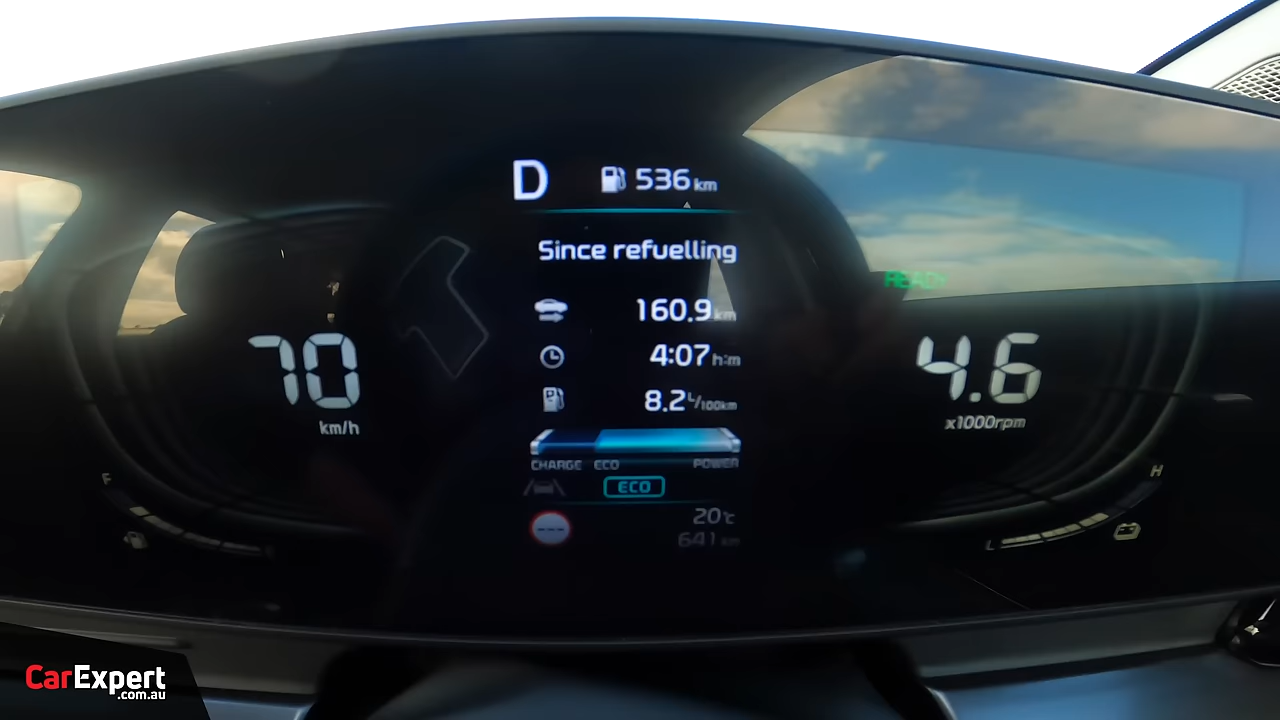 D 536 km
Since refuelling
READY
160.9 km
4:07 h:m
8.2 L/100km
70
km/h
4.6
x1000rpm
CHARGE ECO POWER
ECO
F
H
L
---
20°C
641 km
CarExpert
.com.au